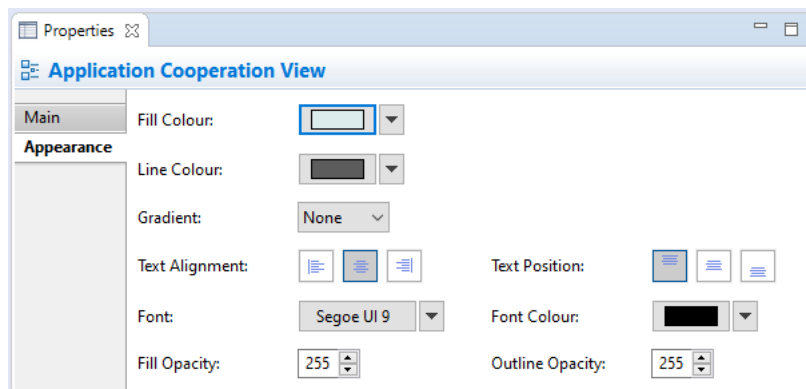 Properties
Application Cooperation View
Main
Appearance
Fill Colour:
Line Colour:
Gradient: None
Text Alignment: Text Position:
Font: Segoe UI 9 Font Colour:
Fill Opacity: 255 Outline Opacity: 255